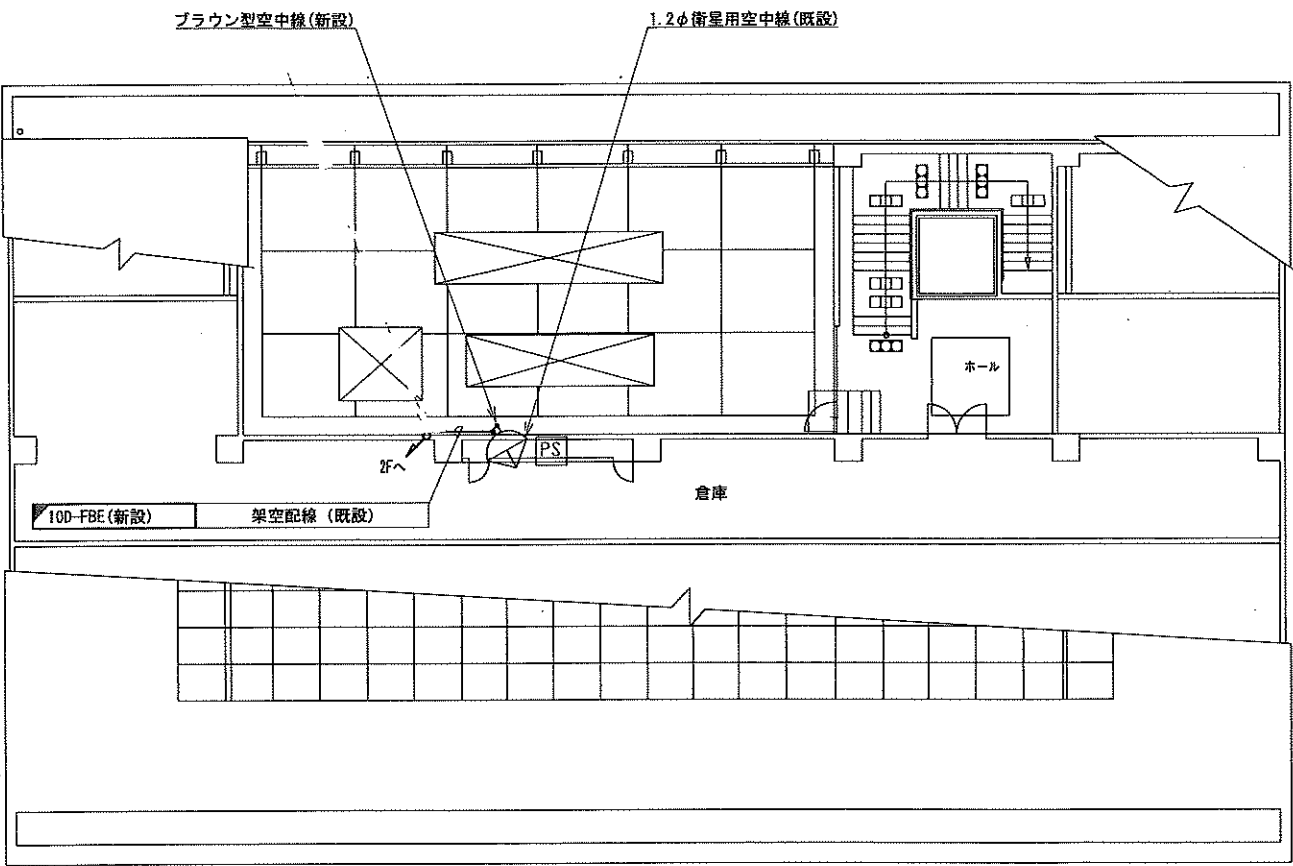 ブラウン型空中線(新設)
1.2φ衛星用空中線(既設)
ホール
PS
2Fへ
倉庫
10D-FBE(新設)
架空配線(既設)